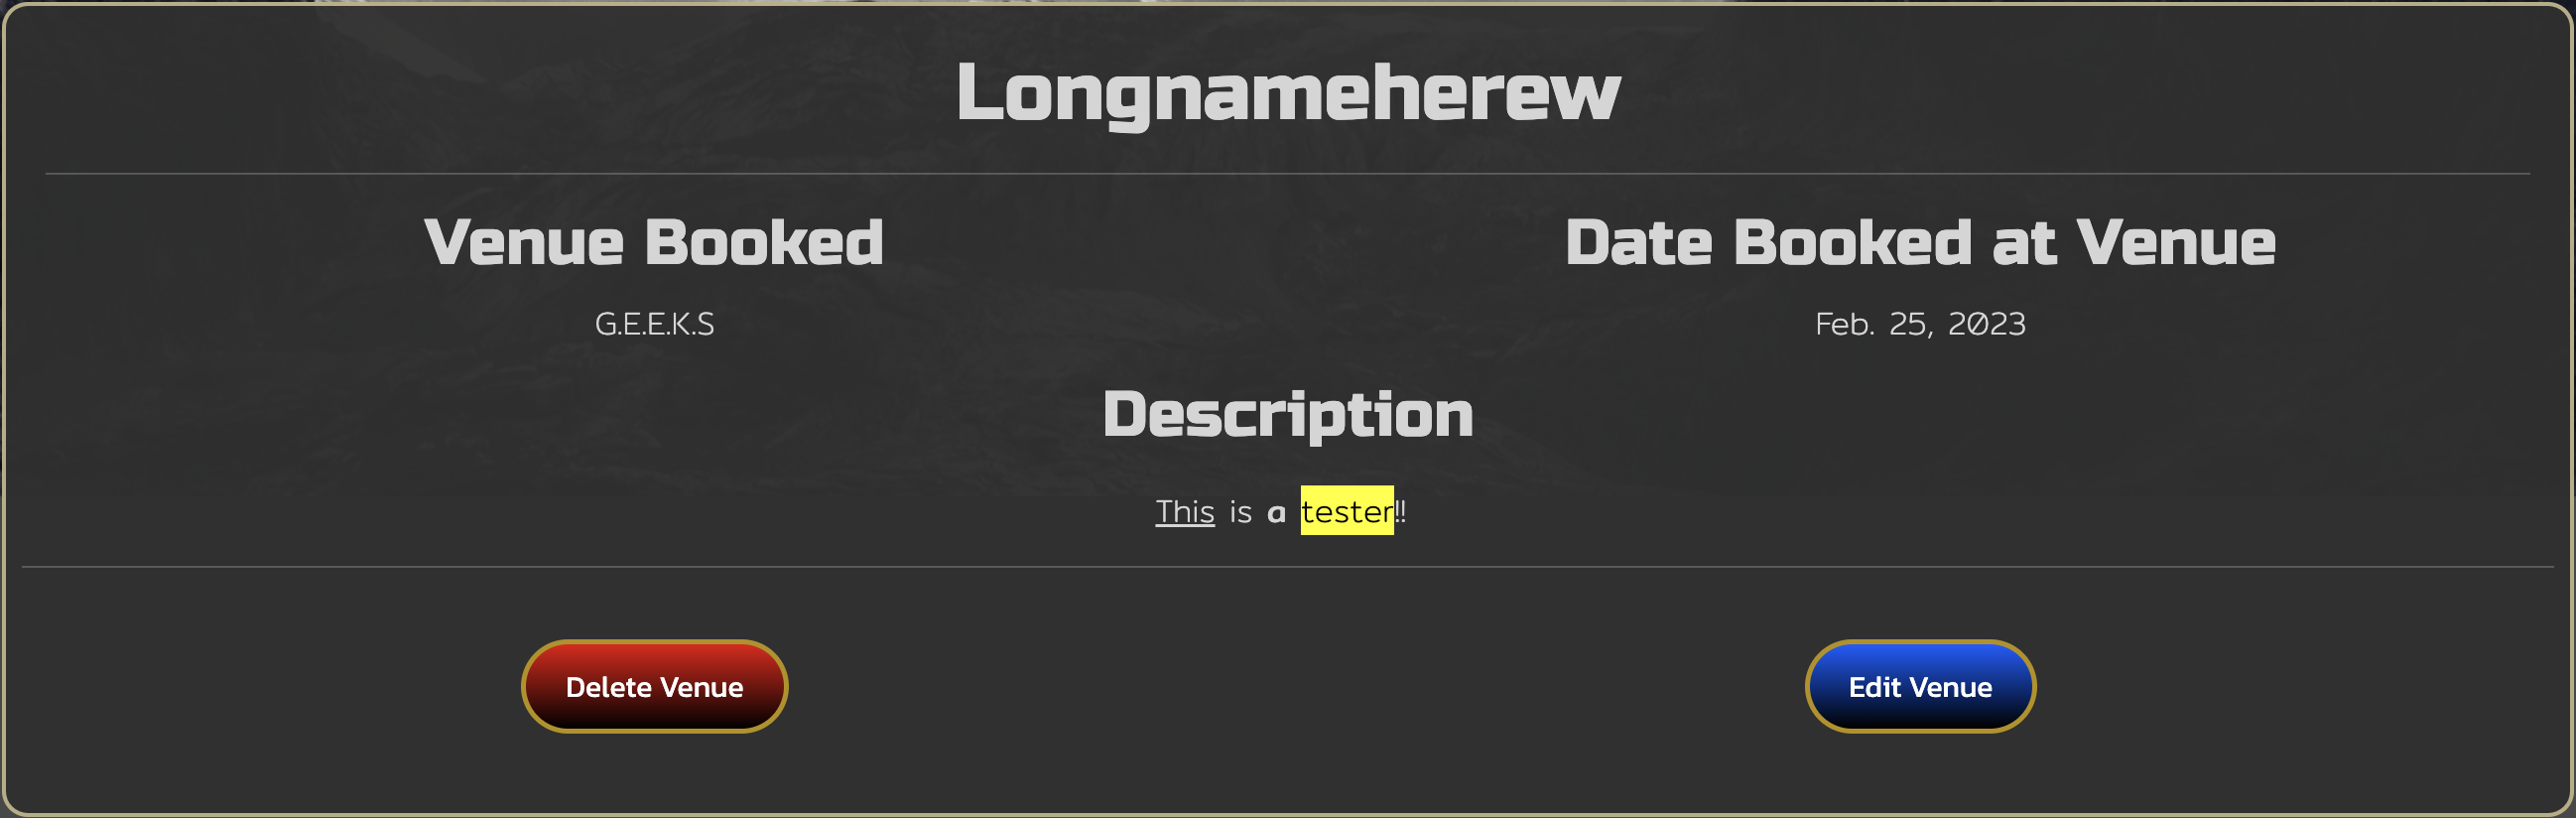 Longnameherew
Venue Booked
G.E.E.K.S
Date Booked at Venue
Feb. 25, 2023
Description
This is a tester!!
Delete Venue
Edit Venue